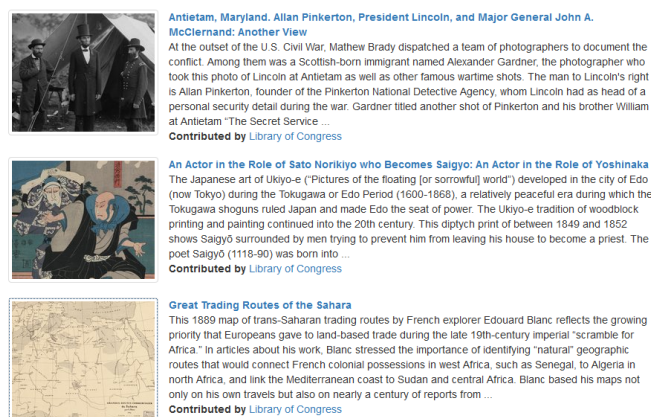 Antietam, Maryland. Allan Pinkerton, President Lincoln, and Major General John A.
McClernand: Another View
At the outset of the U.S. Civil War, Mathew Brady dispatched a team of photographers to document the
conflict. Among them was a Scottish-born immigrant named Alexander Gardner, the photographer who
took this photo of Lincoln at Antietam as well as other famous wartime shots. The man to Lincoln's right
is Allan Pinkerton, founder of the Pinkerton National Detective Agency, whom Lincoln had as head of a
personal security detail during the war. Gardner titled another shot of Pinkerton and his brother William
at Antietam “The Secret Service ...
Contributed by Library of Congress
An Actor in the Role of Sato Norikiyo who Becomes Saigyo: An Actor in the Role of Yoshinaka
The Japanese art of Ukiyo-e (“Pictures of the floating [or sorrowful] world”) developed in the city of Edo
(now Tokyo) during the Tokugawa or Edo Period (1600-1868), a relatively peaceful era during which the
Tokugawa shoguns ruled Japan and made Edo the seat of power. The Ukiyo-e tradition of woodblock
printing and painting continued into the 20th century. This diptych print of between 1849 and 1852
shows Saigyō surrounded by men trying to prevent him from leaving his house to become a priest. The
poet Saigyō (1118-90) was born into ...
Contributed by Library of Congress
Great Trading Routes of the Sahara
This 1889 map of trans-Saharan trading routes by French explorer Edouard Blanc reflects the growing
priority that Europeans gave to land-based trade during the late 19th-century imperial “scramble for
Africa.” In articles about his work, Blanc stressed the importance of identifying “natural” geographic
routes that would connect French colonial possessions in west Africa, such as Senegal, to Algeria in
north Africa, and link the Mediterranean coast to Sudan and central Africa. Blanc based his maps not
only on his own travels but also on nearly a century of reports from ...
Contributed by Library of Congress